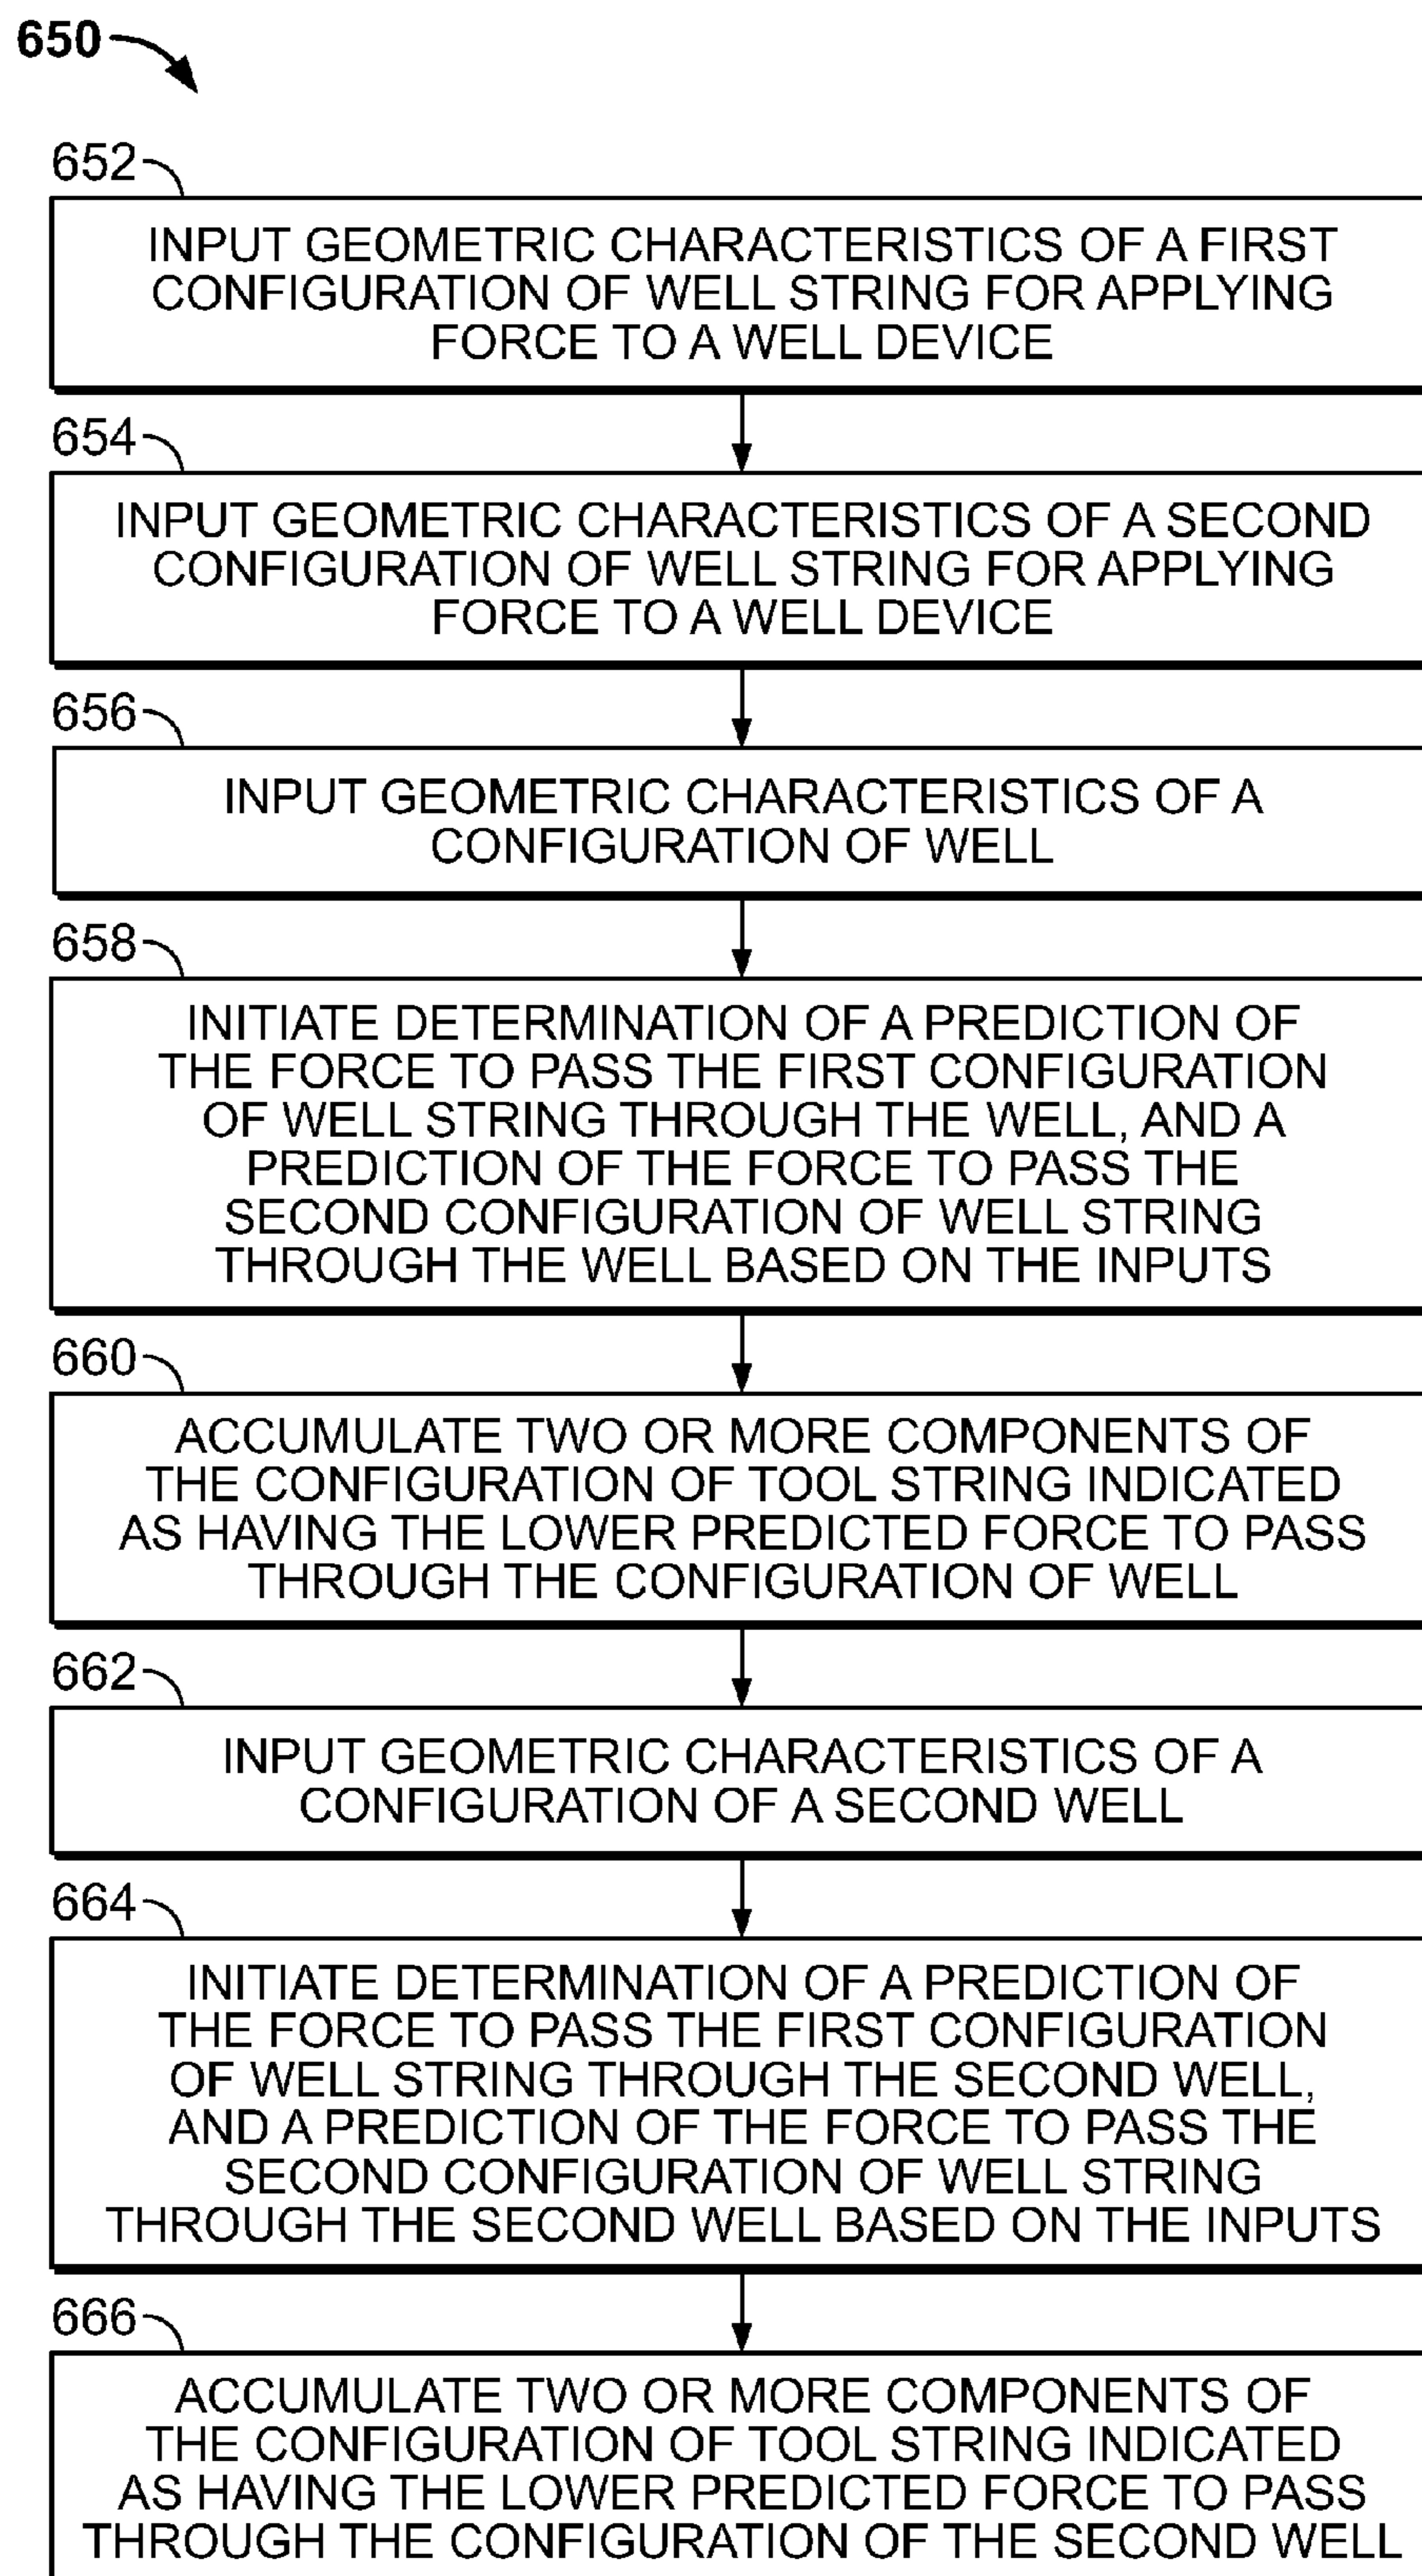 650
652
INPUT GEOMETRIC CHARACTERISTICS OF A FIRST
CONFIGURATION OF WELL STRING FOR APPLYING
FORCE TO A WELL DEVICE
654
INPUT GEOMETRIC CHARACTERISTICS OF A SECOND
CONFIGURATION OF WELL STRING FOR APPLYING
FORCE TO A WELL DEVICE
656
INPUT GEOMETRIC CHARACTERISTICS OF A
CONFIGURATION OF WELL
658
INITIATE DETERMINATION OF A PREDICTION OF
THE FORCE TO PASS THE FIRST CONFIGURATION
OF WELL STRING THROUGH THE WELL, AND A
PREDICTION OF THE FORCE TO PASS THE
SECOND CONFIGURATION OF WELL STRING
THROUGH THE WELL BASED ON THE INPUTS
660
ACCUMULATE TWO OR MORE COMPONENTS OF
THE CONFIGURATION OF TOOL STRING INDICATED
AS HAVING THE LOWER PREDICTED FORCE TO PASS
THROUGH THE CONFIGURATION OF WELL
662
INPUT GEOMETRIC CHARACTERISTICS OF A
CONFIGURATION OF A SECOND WELL
664
INITIATE DETERMINATION OF A PREDICTION OF
THE FORCE TO PASS THE FIRST CONFIGURATION
OF WELL STRING THROUGH THE SECOND WELL,
AND A PREDICTION OF THE FORCE TO PASS THE
SECOND CONFIGURATION OF WELL STRING
THROUGH THE SECOND WELL BASED ON THE INPUTS
666
ACCUMULATE TWO OR MORE COMPONENTS OF
THE CONFIGURATION OF TOOL STRING INDICATED
AS HAVING THE LOWER PREDICTED FORCE TO PASS
THROUGH THE CONFIGURATION OF THE SECOND WELL